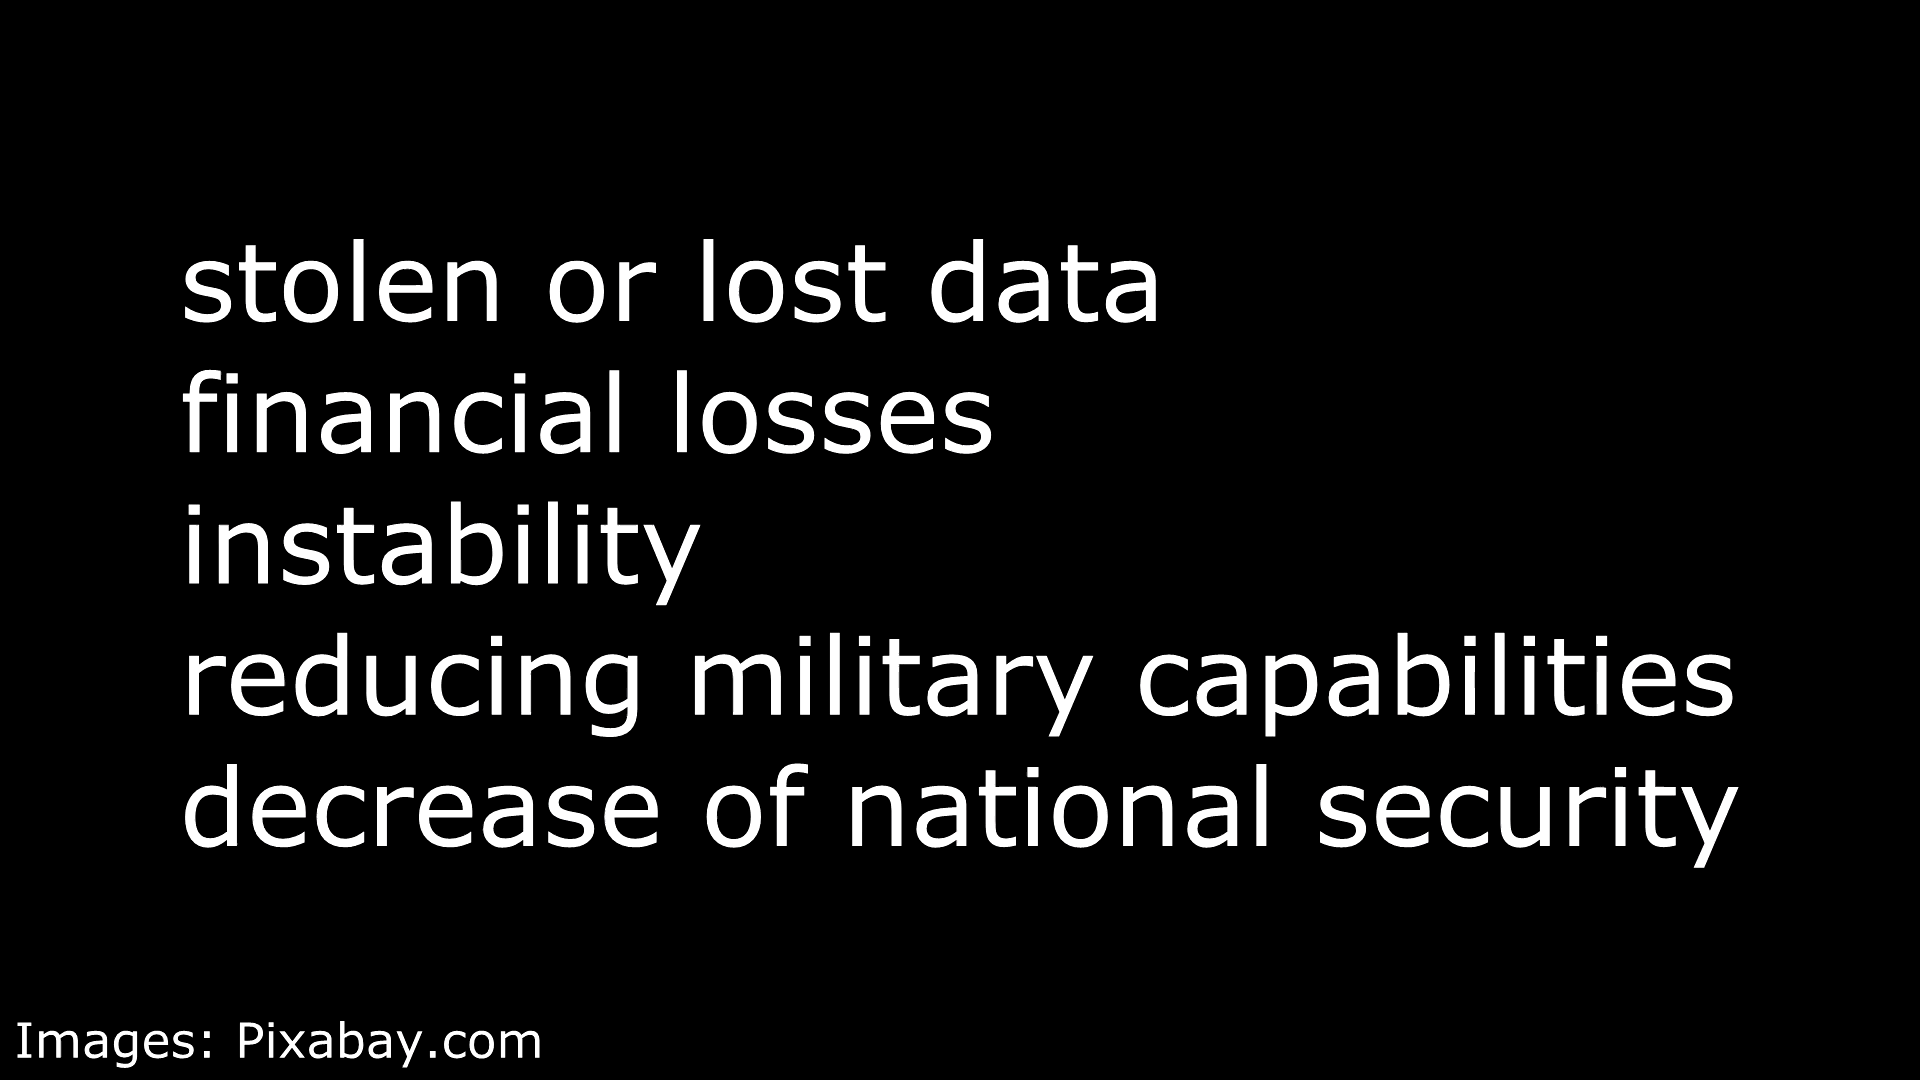 stolen or lost data
financial losses
instability
reducing military capabilities
decrease of national security
Images: Pixabay.com